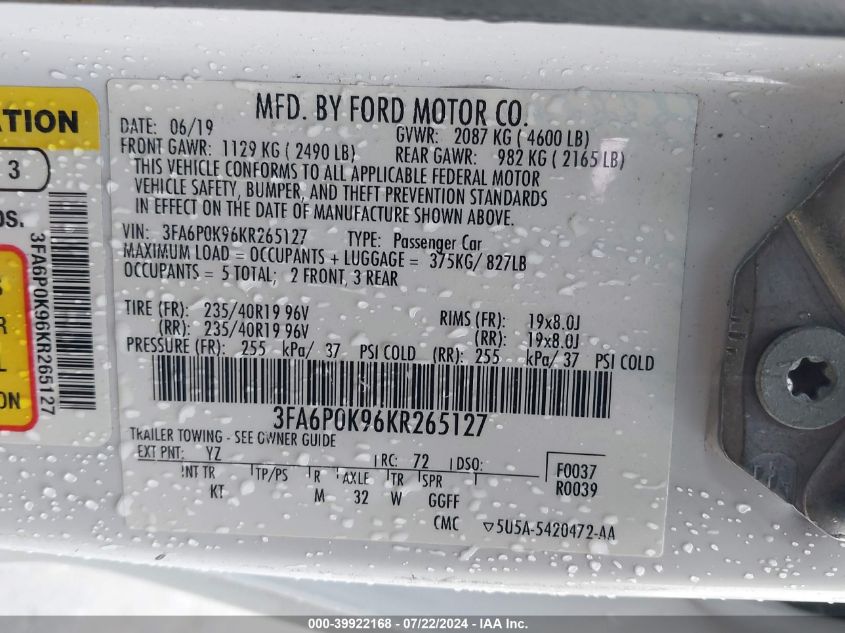 MFD. BY FORD MOTOR CO.
DATE: 06/19 GVWR: 2087 KG ( 4600 LB)
FRONT GAWR: 1129 KG ( 2490 LB) REAR GAWR: 982 KG ( 2165 LB)
THIS VEHICLE CONFORMS TO ALL APPLICABLE FEDERAL MOTOR
VEHICLE SAFETY, BUMPER, AND THEFT PREVENTION STANDARDS
IN EFFECT ON THE DATE OF MANUFACTURE SHOWN ABOVE.
VIN: 3FA6P0K96KR265127 TYPE: Passenger Car
MAXIMUM LOAD = OCCUPANTS + LUGGAGE = 375KG/ 827LB
OCCUPANTS = 5 TOTAL; 2 FRONT, 3 REAR
TIRE (FR): 235/40R19 96V RIMS (FR): 19x8.0J
(RR): 235/40R19 96V (RR): 19x8.0J
PRESSURE (FR): 255 kPa/ 37 PSI COLD (RR): 255 kPa/ 37 PSI COLD
3FA6P0K96KR265127
TRAILER TOWING - SEE OWNER GUIDE
EXT PNT: YZ RC: 72 DSO: F0037
INT TR TP/PS R AXLE TR SPR R0039
KT M 32 W GGFF
CMC ▽5U5A-5420472-AA
ATION
3
DS.
3FA6P0K96KR265127
S
R
L
ON
000-39922168 - 07/22/2024 - IAA Inc.